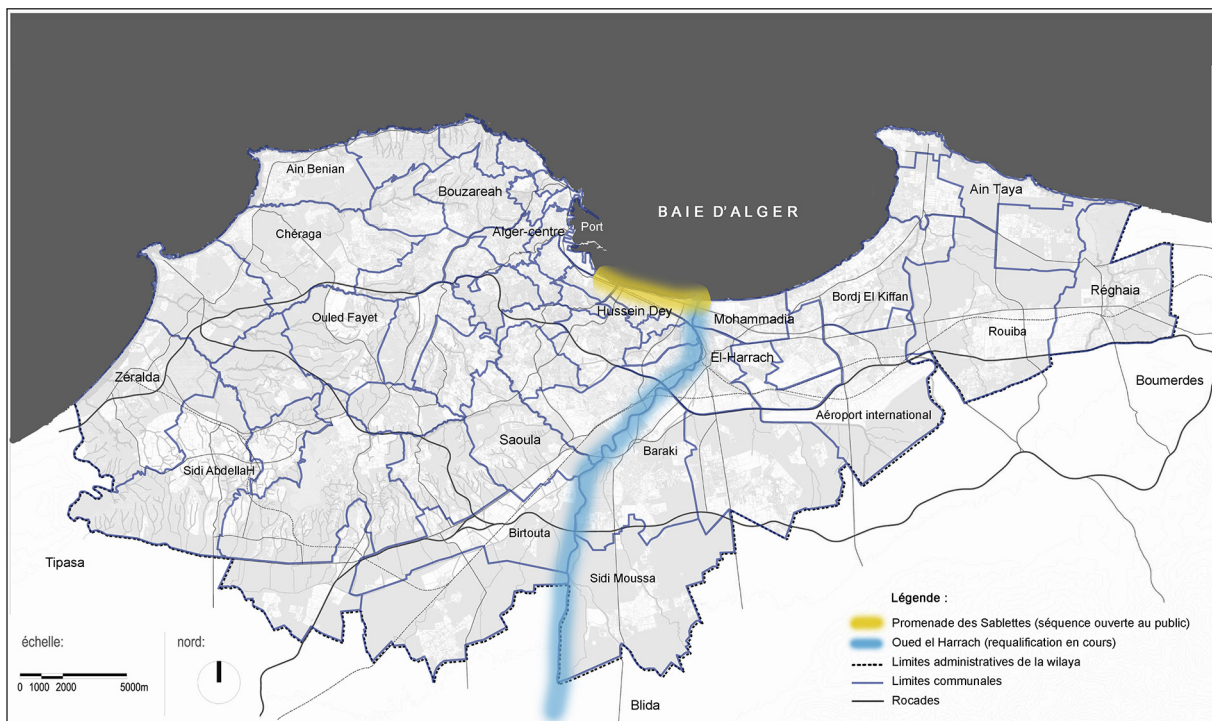 Ain Benian
Bouzareah
Ain Taya
BAIE D'ALGER
Port
Chéraga
Alger-centre
Réghaia
Bordj El Kiffan
Ouled Fayet
Hussein Dey
Mohammadia
Rouiba
El-Harrach
Zéralda
Boumerdes
Aéroport international
Saoula
Baraki
Sidi AbdellaH
Birtouta
Tipasa
Sidi Moussa
Légende :
Promenade des Sablettes (séquence ouverte au public)
Oued el Harrach (requalification en cours)
Limites administratives de la wilaya
Limites communales
Rocades
échelle:
nord:
0 1000 2000 5000m
Blida